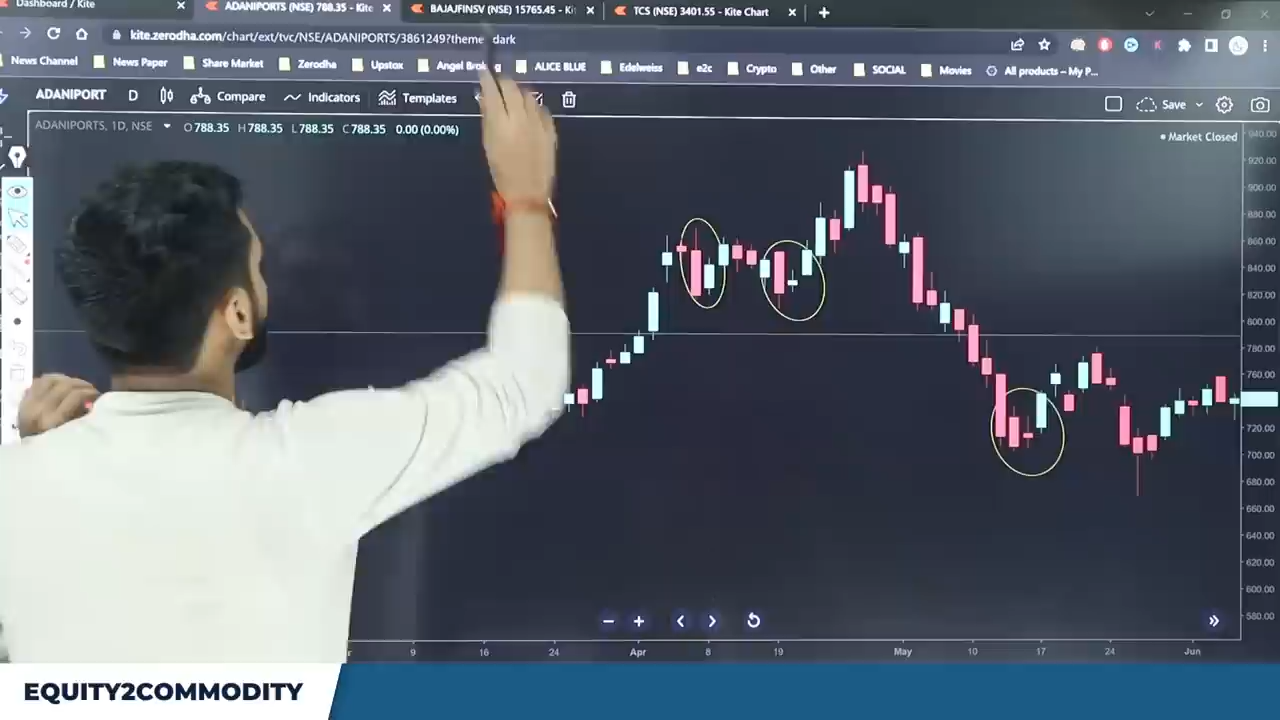 Dashboard / Kite
ADANIPORTS (NSE) 788.35 - Kite
BAJAJFINSV (NSE) 15765.45 - Kit
TCS (NSE) 3401.55 - Kite Chart
kite.zerodha.com/chart/ext/tvc/NSE/ADANIPORTS/3861249?theme dark
News Channel News Paper Share Market Zerodha Upstox Angel ALICE BLUE Edelweiss e2c Crypto Other SOCIAL Movies All products – My P...
ADANIPORT D Compare Indicators Templates Save
ADANIPORTS, 1D, NSE O 788.35 H 788.35 L 788.35 C 788.35 0.00 (0.00%)
Market Closed
940.00
920.00
900.00
880.00
860.00
840.00
820.00
800.00
780.00
760.00
720.00
700.00
680.00
660.00
640.00
620.00
600.00
580.00
9 16 24 Apr 8 19 May 10 17 24 Jun
EQUITY2COMMODITY